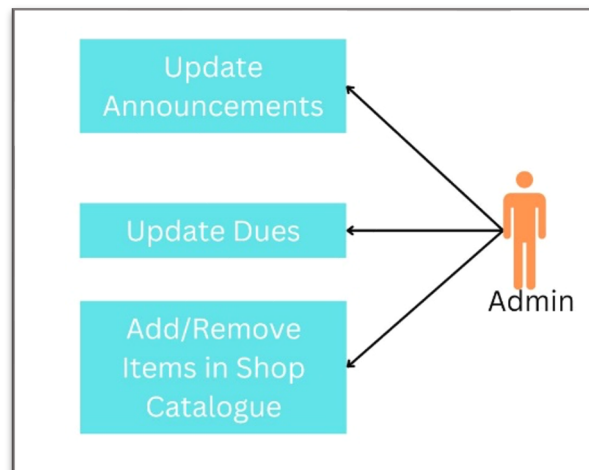 Update
Announcements
Update Dues
Admin
Add/Remove
Items in Shop
Catalogue